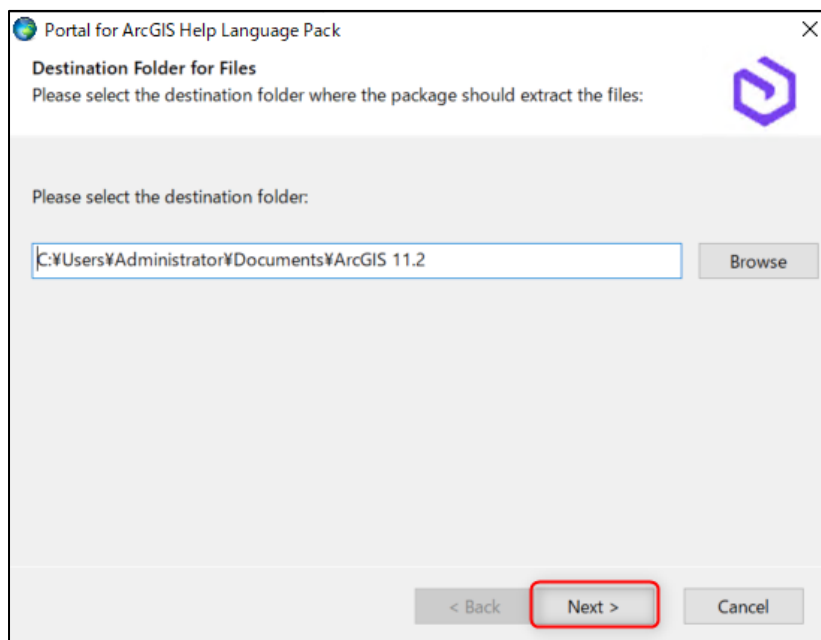 Portal for ArcGIS Help Language Pack
Destination Folder for Files
Please select the destination folder where the package should extract the files:
Please select the destination folder:
C:¥Users¥Administrator¥Documents¥ArcGIS 11.2
Browse
< Back
Next >
Cancel